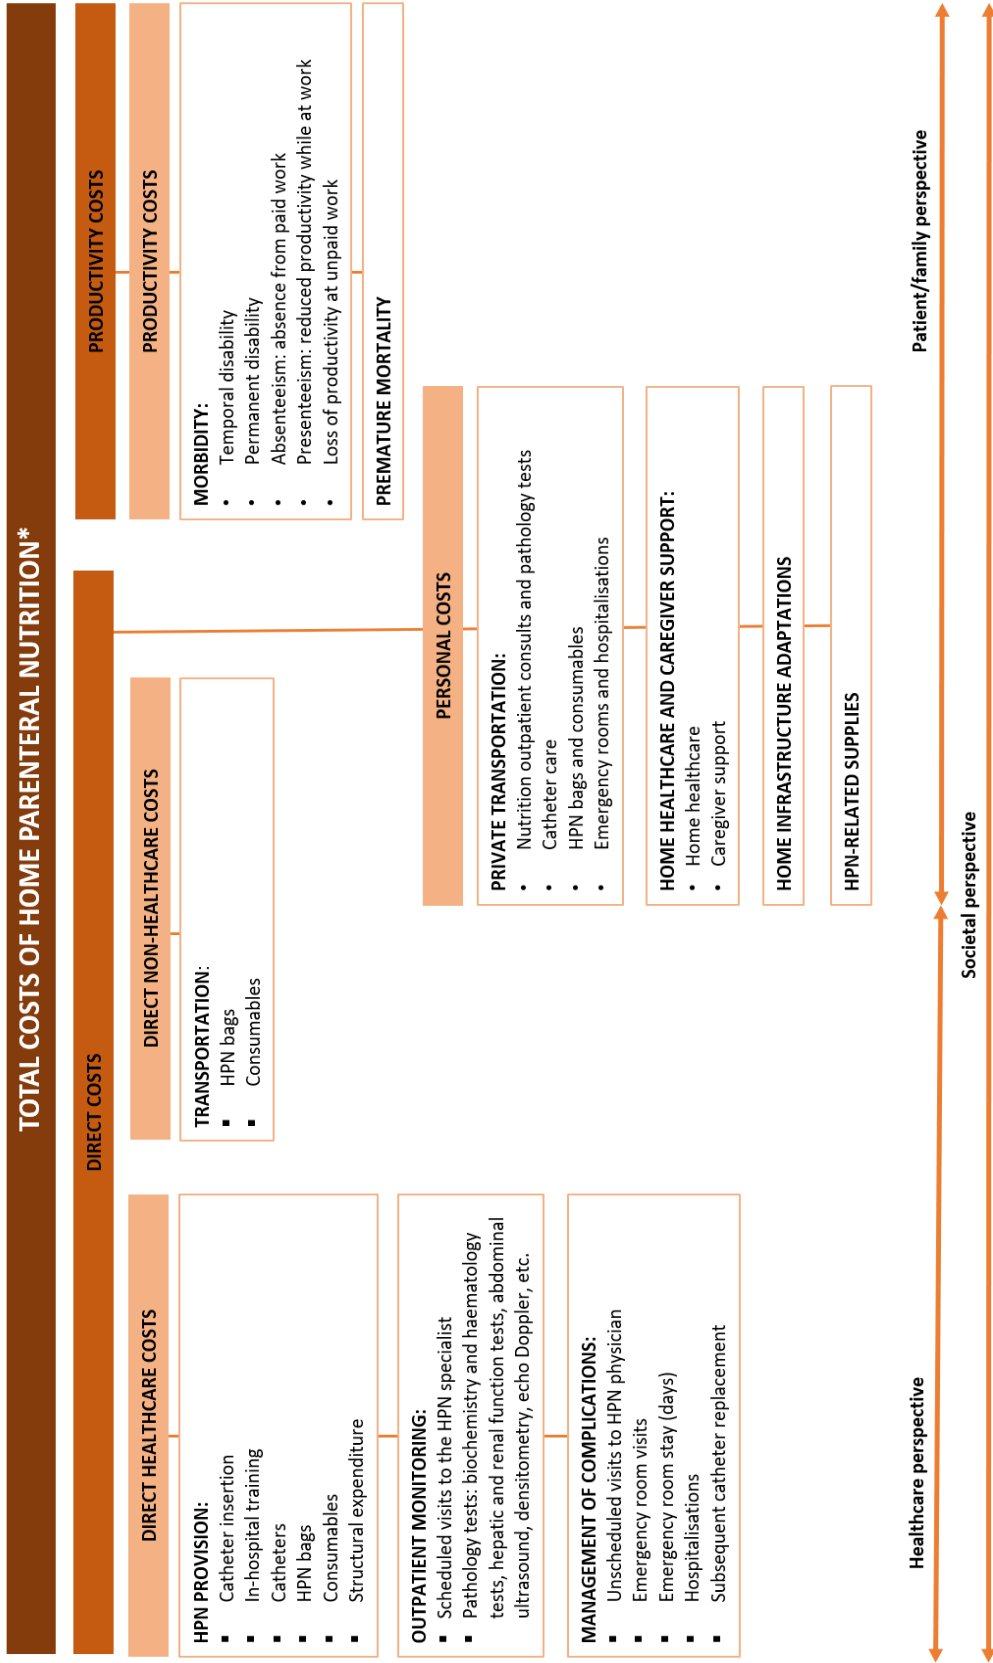 TOTAL COSTS OF HOME PARENTERAL NUTRITION*
DIRECT COSTS
PRODUCTIVITY COSTS
DIRECT HEALTHCARE COSTS
HPN PROVISION:
▪ Catheter insertion
▪ In-hospital training
▪ Catheters
▪ HPN bags
▪ Consumables
▪ Structural expenditure
OUTPATIENT MONITORING:
▪ Scheduled visits to the HPN specialist
▪ Pathology tests: biochemistry and haematology
tests, hepatic and renal function tests, abdominal
ultrasound, densitometry, echo Doppler, etc.
MANAGEMENT OF COMPLICATIONS:
▪ Unscheduled visits to HPN physician
▪ Emergency room visits
▪ Emergency room stay (days)
▪ Hospitalisations
▪ Subsequent catheter replacement
DIRECT NON-HEALTHCARE COSTS
TRANSPORTATION:
▪ HPN bags
▪ Consumables
PERSONAL COSTS
PRIVATE TRANSPORTATION:
• Nutrition outpatient consults and pathology tests
• Catheter care
• HPN bags and consumables
• Emergency rooms and hospitalisations
HOME HEALTHCARE AND CAREGIVER SUPPORT:
• Home healthcare
• Caregiver support
HOME INFRASTRUCTURE ADAPTATIONS
HPN-RELATED SUPPLIES
PRODUCTIVITY COSTS
MORBIDITY:
• Temporal disability
• Permanent disability
• Absenteeism: absence from paid work
• Presenteeism: reduced productivity while at work
• Loss of productivity at unpaid work
PREMATURE MORTALITY
Healthcare perspective
Patient/family perspective
Societal perspective